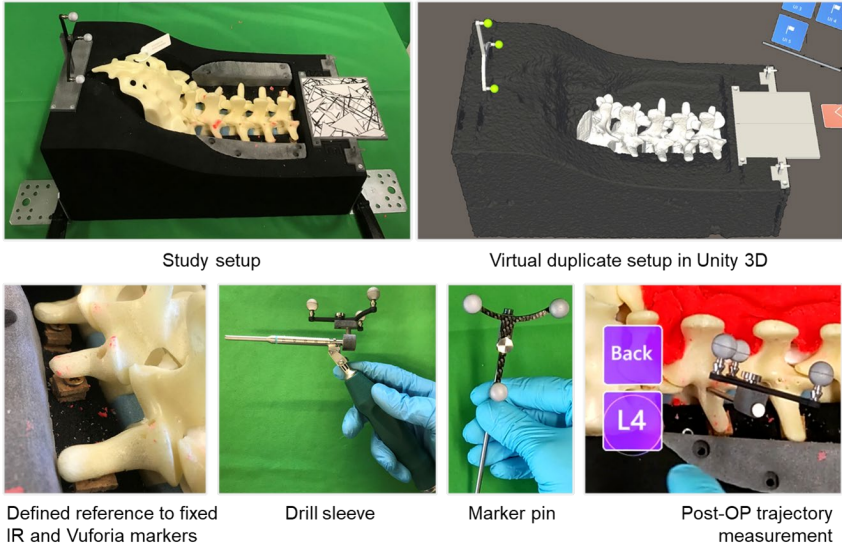 Study setup
Virtual duplicate setup in Unity 3D
Back
L4
Defined reference to fixed
IR and Vuforia markers
Drill sleeve
Marker pin
Post-OP trajectory
measurement